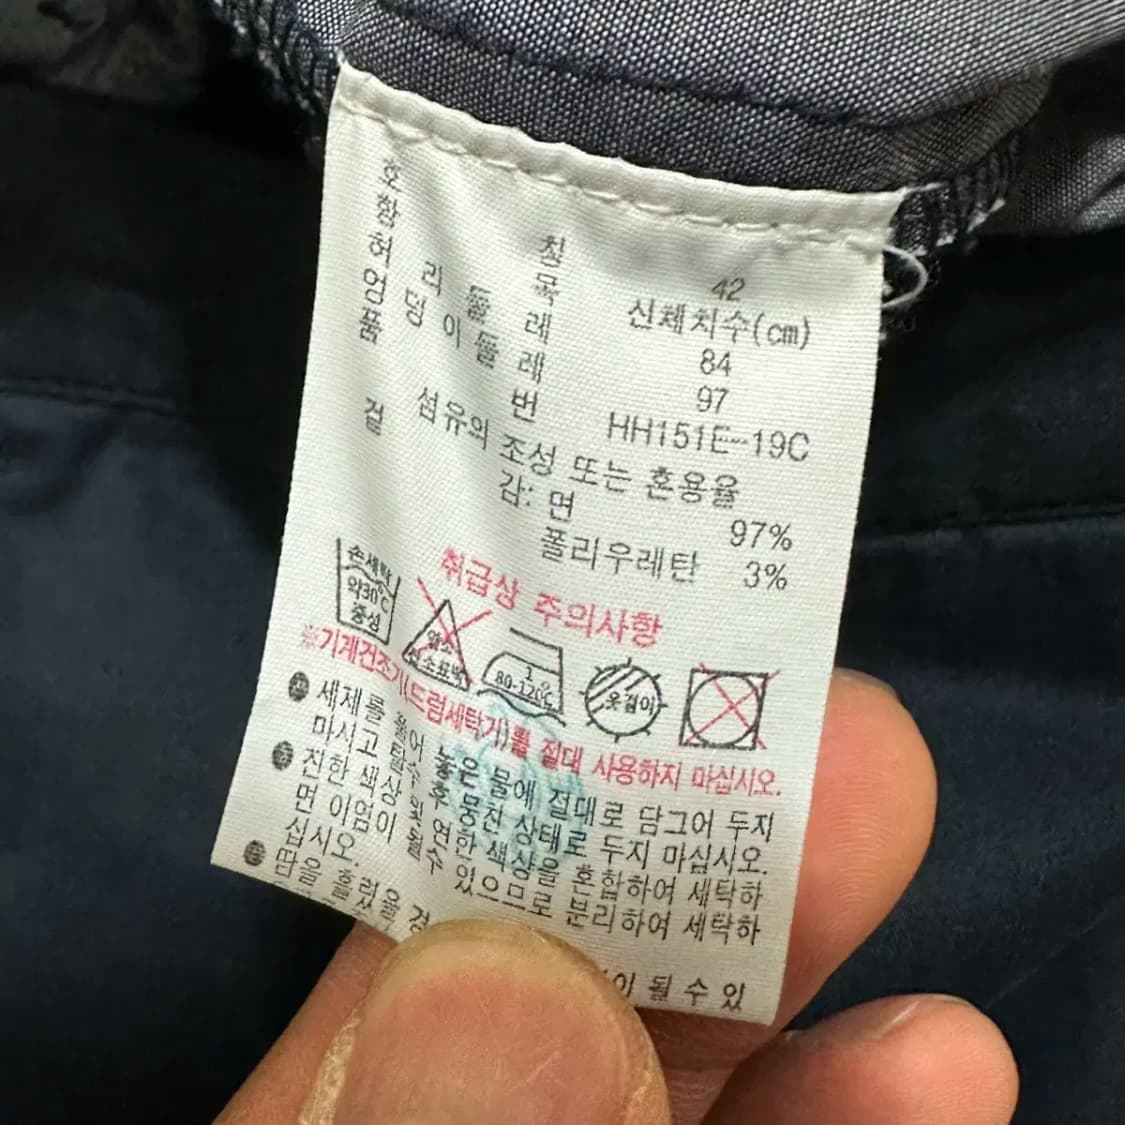 호 칭 42
항 목 신체치수(cm)
허 리 둘 레 84
엉 덩 이 둘 레 97
품 번 HH151E-19C
섬유의 조성 또는 혼용율
겉 감: 면 97%
폴리우레탄 3%
취급상 주의사항
손세탁
약30℃
중성
염소
산소표백
80-120℃
옷걸이
※기계건조기(드럼세탁기)를 절대 사용하지 마십시오.
● 세제를 풀어 놓은 물에 절대로 담그어 두지
마시고 탈수 후 뭉친 상태로 두지 마십시오.
● 진한 색상 및 연한 색상을 혼합하여 세탁하
면 이염이 될 수 있으므로 분리하여 세탁하
십시오.
● 땀을 흘리
이 될 수 있